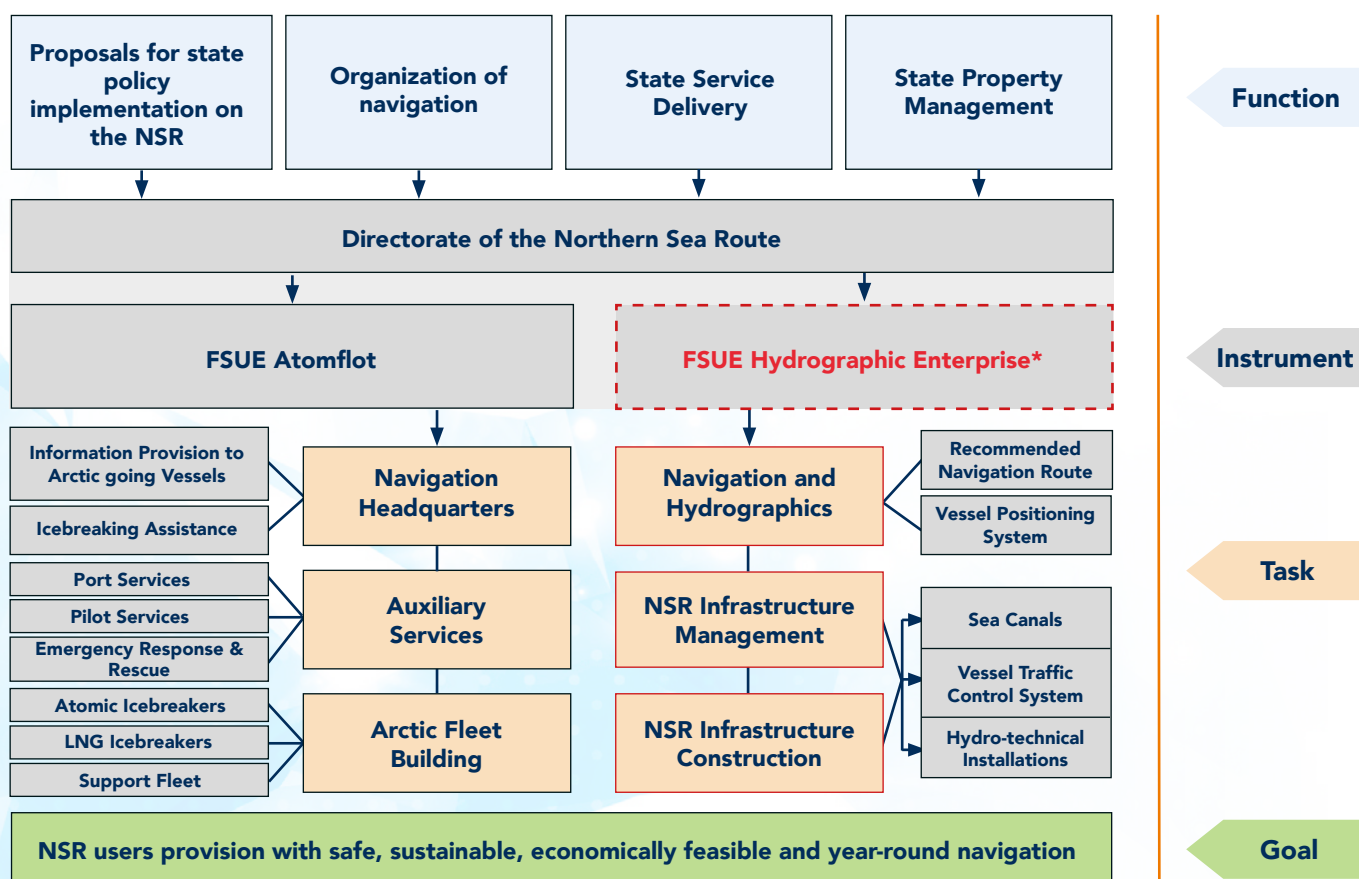 Proposals for state
policy
implementation on
the NSR
Organization of
navigation
State Service
Delivery
State Property
Management
Function
Directorate of the Northern Sea Route
FSUE Atomflot
FSUE Hydrographic Enterprise*
Instrument
Information Provision to
Arctic going Vessels
Icebreaking Assistance
Navigation
Headquarters
Navigation and
Hydrographics
Recommended
Navigation Route
Vessel Positioning
System
Port Services
Pilot Services
Emergency Response &
Rescue
Auxiliary
Services
NSR Infrastructure
Management
Sea Canals
Vessel Traffic
Control System
Hydro-technical
Installations
Task
Atomic Icebreakers
LNG Icebreakers
Support Fleet
Arctic Fleet
Building
NSR Infrastructure
Construction
NSR users provision with safe, sustainable, economically feasible and year-round navigation
Goal